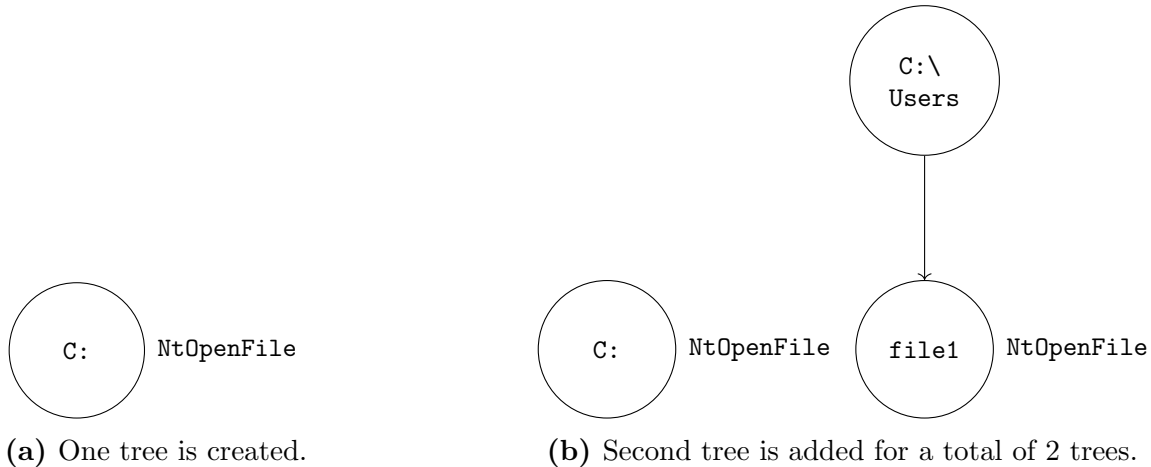 C:\
Users
C:
NtOpenFile
C:
NtOpenFile
file1
NtOpenFile
(a) One tree is created.
(b) Second tree is added for a total of 2 trees.